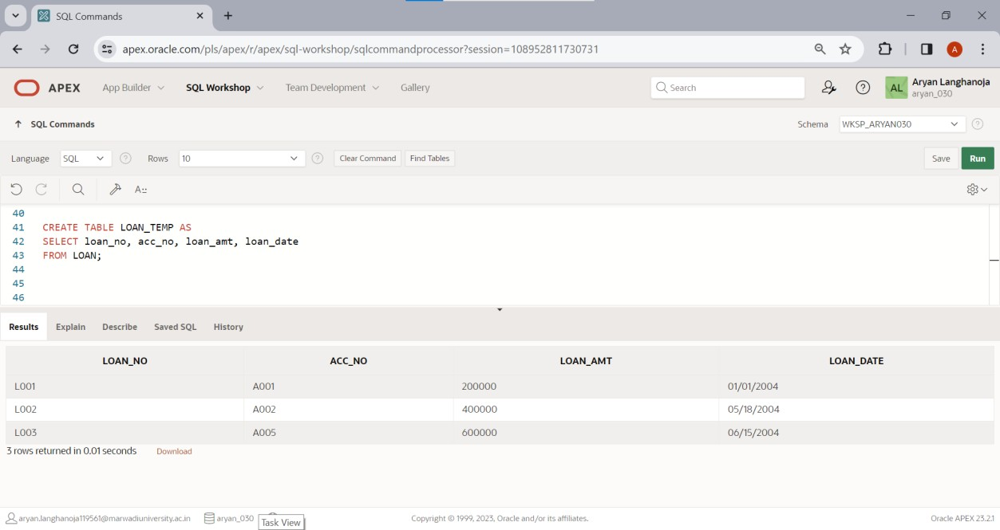 SQL Commands
apex.oracle.com/pls/apex/r/apex/sql-workshop/sqlcommandprocessor?session=108952811730731
A
APEX App Builder SQL Workshop Team Development Gallery Search AL Aryan Langhanoja
aryan_030
SQL Commands Schema WKSP_ARYAN030
Language SQL Rows 10 Clear Command Find Tables Save Run
A::
40
41 CREATE TABLE LOAN_TEMP AS
42 SELECT loan_no, acc_no, loan_amt, loan_date
43 FROM LOAN;
44
45
46
Results Explain Describe Saved SQL History
LOAN_NO ACC_NO LOAN_AMT LOAN_DATE
L001 A001 200000 01/01/2004
L002 A002 400000 05/18/2004
L003 A005 600000 06/15/2004
3 rows returned in 0.01 seconds Download
aryan.langhanoja119561@marwadiuniversity.ac.in aryan_030 Copyright © 1999, 2023, Oracle and/or its affiliates. Oracle APEX 23.2.1
Task View